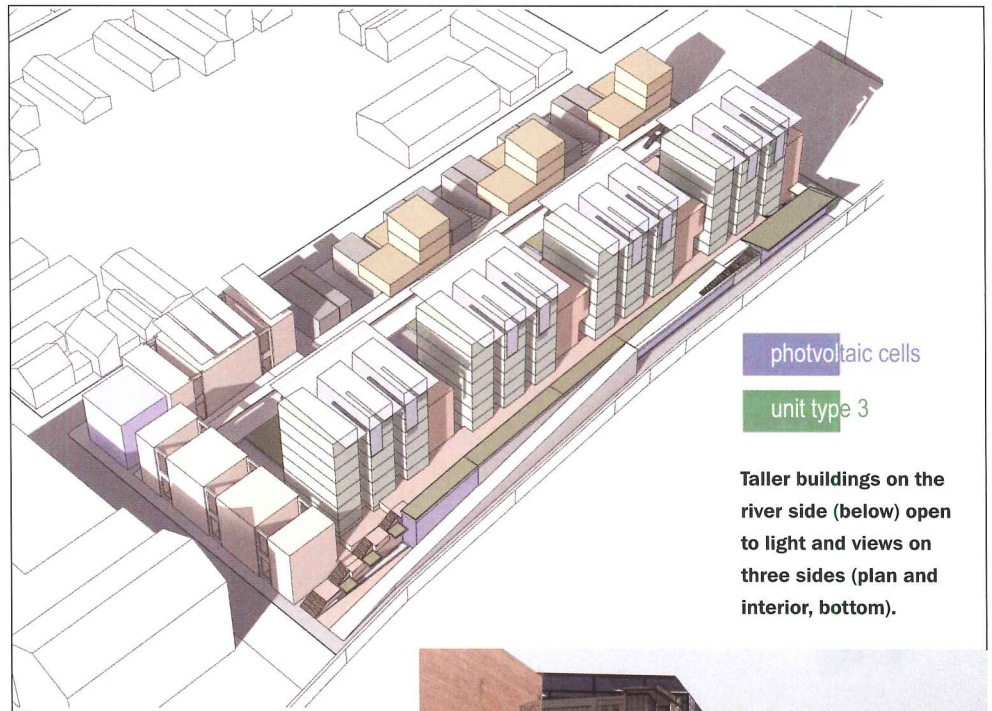 photvoltaic cells
unit type 3
Taller buildings on the
river side (below) open
to light and views on
three sides (plan and
interior, bottom).